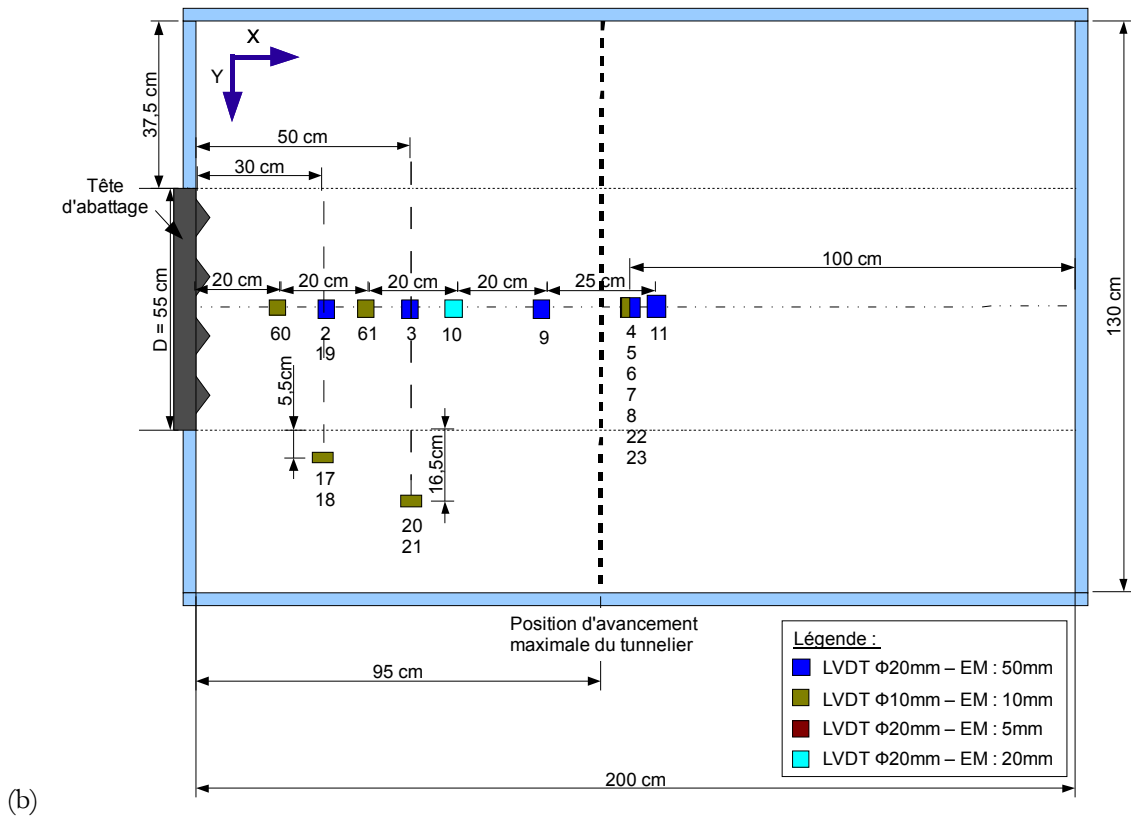 X
Y
37,5 cm
50 cm
30 cm
Tête
d'abattage
D = 55 cm
20 cm
20 cm
20 cm
20 cm
25 cm
100 cm
130 cm
60
2
19
61
3
10
9
4
5
6
7
8
22
23
11
5,5cm
17
18
16,5cm
20
21
Position d'avancement
maximale du tunnelier
95 cm
200 cm
Légende :
LVDT Φ20mm – EM : 50mm
LVDT Φ10mm – EM : 10mm
LVDT Φ20mm – EM : 5mm
LVDT Φ20mm – EM : 20mm
(b)